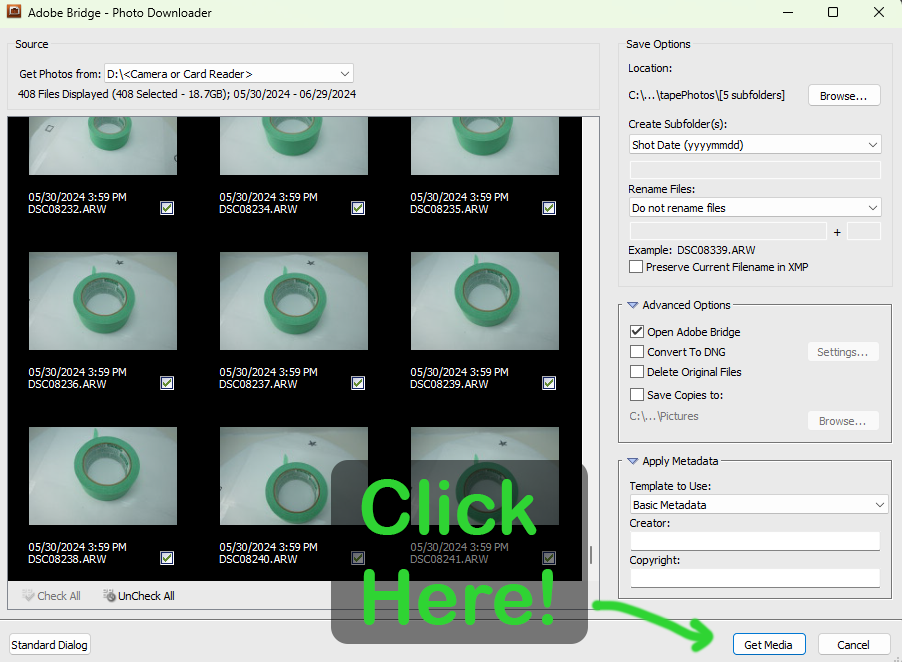 Adobe Bridge - Photo Downloader
Source
Get Photos from: D:\<Camera or Card Reader>
408 Files Displayed (408 Selected - 18.7GB); 05/30/2024 - 06/29/2024
05/30/2024 3:59 PM
DSC08232.ARW
05/30/2024 3:59 PM
DSC08234.ARW
05/30/2024 3:59 PM
DSC08235.ARW
05/30/2024 3:59 PM
DSC08236.ARW
05/30/2024 3:59 PM
DSC08237.ARW
05/30/2024 3:59 PM
DSC08239.ARW
05/30/2024 3:59 PM
DSC08238.ARW
05/30/2024 3:59 PM
DSC08240.ARW
05/30/2024 3:59 PM
DSC08241.ARW
Check All
UnCheck All
Standard Dialog
Click
Here!
Save Options
Location:
C:\...\tapePhotos\[5 subfolders]
Browse...
Create Subfolder(s):
Shot Date (yyyymmdd)
Rename Files:
Do not rename files
+
Example: DSC08339.ARW
Preserve Current Filename in XMP
Advanced Options
Open Adobe Bridge
Convert To DNG
Settings...
Delete Original Files
Save Copies to:
C:\...\Pictures
Browse...
Apply Metadata
Template to Use:
Basic Metadata
Creator:
Copyright:
Get Media
Cancel